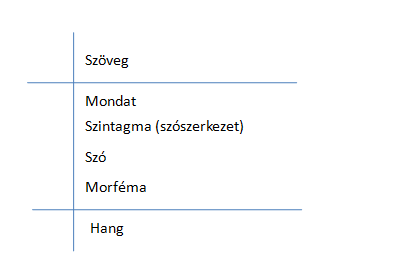 Szöveg
Mondat
Szintagma (szószerkezet)
Szó
Morféma
Hang